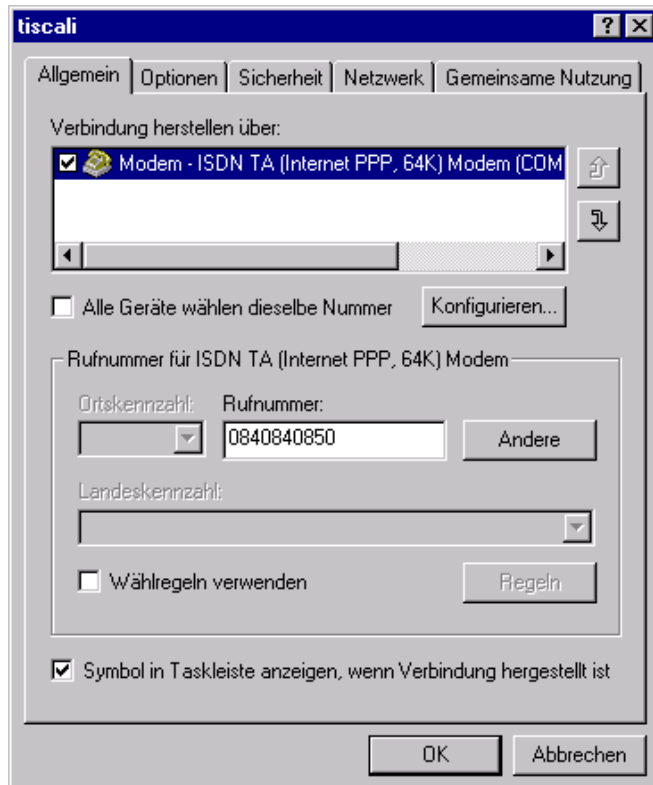 tiscali
Allgemein Optionen Sicherheit Netzwerk Gemeinsame Nutzung
Verbindung herstellen über:
Modem - ISDN TA (Internet PPP, 64K) Modem (COM
Alle Geräte wählen dieselbe Nummer Konfigurieren...
Rufnummer für ISDN TA (Internet PPP, 64K) Modem
Ortskennzahl: Rufnummer:
0840840850 Andere
Landeskennzahl:
Wählregeln verwenden Regeln
Symbol in Taskleiste anzeigen, wenn Verbindung hergestellt ist
OK Abbrechen